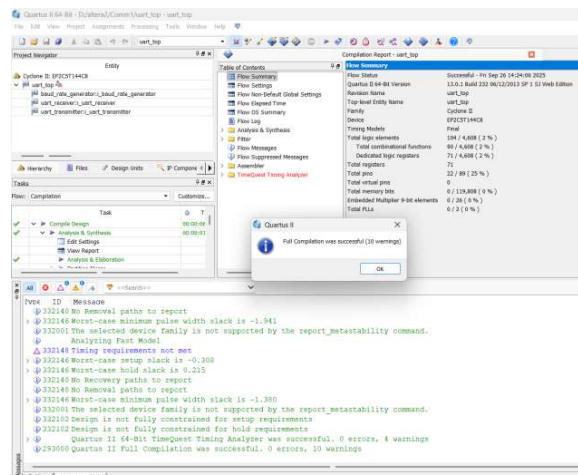 Quartus II 64-Bit - D:/altera2/Comm1/uart_top - uart_top
File Edit View Project Assignments Processing Tools Window Help
uart_top
Project Navigator
Entity
Cyclone II: EP2C5T144C8
uart_top
baud_rate_generator:i_baud_rate_generator
uart_receiver:i_uart_receiver
uart_transmitter:i_uart_transmitter
Hierarchy Files Design Units IP Compone
Tasks
Flow: Compilation Customize...
Task
Compile Design 00:00:06
Analysis & Synthesis 00:00:01
Edit Settings
View Report
Analysis & Elaboration
Compilation Report - uart_top
Table of Contents
Flow Summary
Flow Settings
Flow Non-Default Global Settings
Flow Elapsed Time
Flow OS Summary
Flow Log
Analysis & Synthesis
Fitter
Flow Messages
Flow Suppressed Messages
Assembler
TimeQuest Timing Analyzer
Flow Summary
Flow Status Successful - Fri Sep 26 14:24:08 2025
Quartus II 64-Bit Version 13.0.1 Build 232 06/12/2013 SP 1 SJ Web Edition
Revision Name uart_top
Top-level Entity Name uart_top
Family Cyclone II
Device EP2C5T144C8
Timing Models Final
Total logic elements 104 / 4,608 ( 2 % )
Total combinational functions 90 / 4,608 ( 2 % )
Dedicated logic registers 71 / 4,608 ( 2 % )
Total registers 71
Total pins 22 / 89 ( 25 % )
Total virtual pins 0
Total memory bits 0 / 119,808 ( 0 % )
Embedded Multiplier 9-bit elements 0 / 26 ( 0 % )
Total PLLs 0 / 2 ( 0 % )
Quartus II
Full Compilation was successful (10 warnings)
OK
All <<Search>>
Type ID Message
332140 No Removal paths to report
332146 Worst-case minimum pulse width slack is -1.941
332001 The selected device family is not supported by the report_metastability command.
Analyzing Fast Model
332148 Timing requirements not met
332146 Worst-case setup slack is -0.308
332146 Worst-case hold slack is 0.215
332140 No Recovery paths to report
332140 No Removal paths to report
332146 Worst-case minimum pulse width slack is -1.380
332001 The selected device family is not supported by the report_metastability command.
332102 Design is not fully constrained for setup requirements
332102 Design is not fully constrained for hold requirements
Quartus II 64-Bit TimeQuest Timing Analyzer was successful. 0 errors, 4 warnings
293000 Quartus II Full Compilation was successful. 0 errors, 10 warnings
Messages